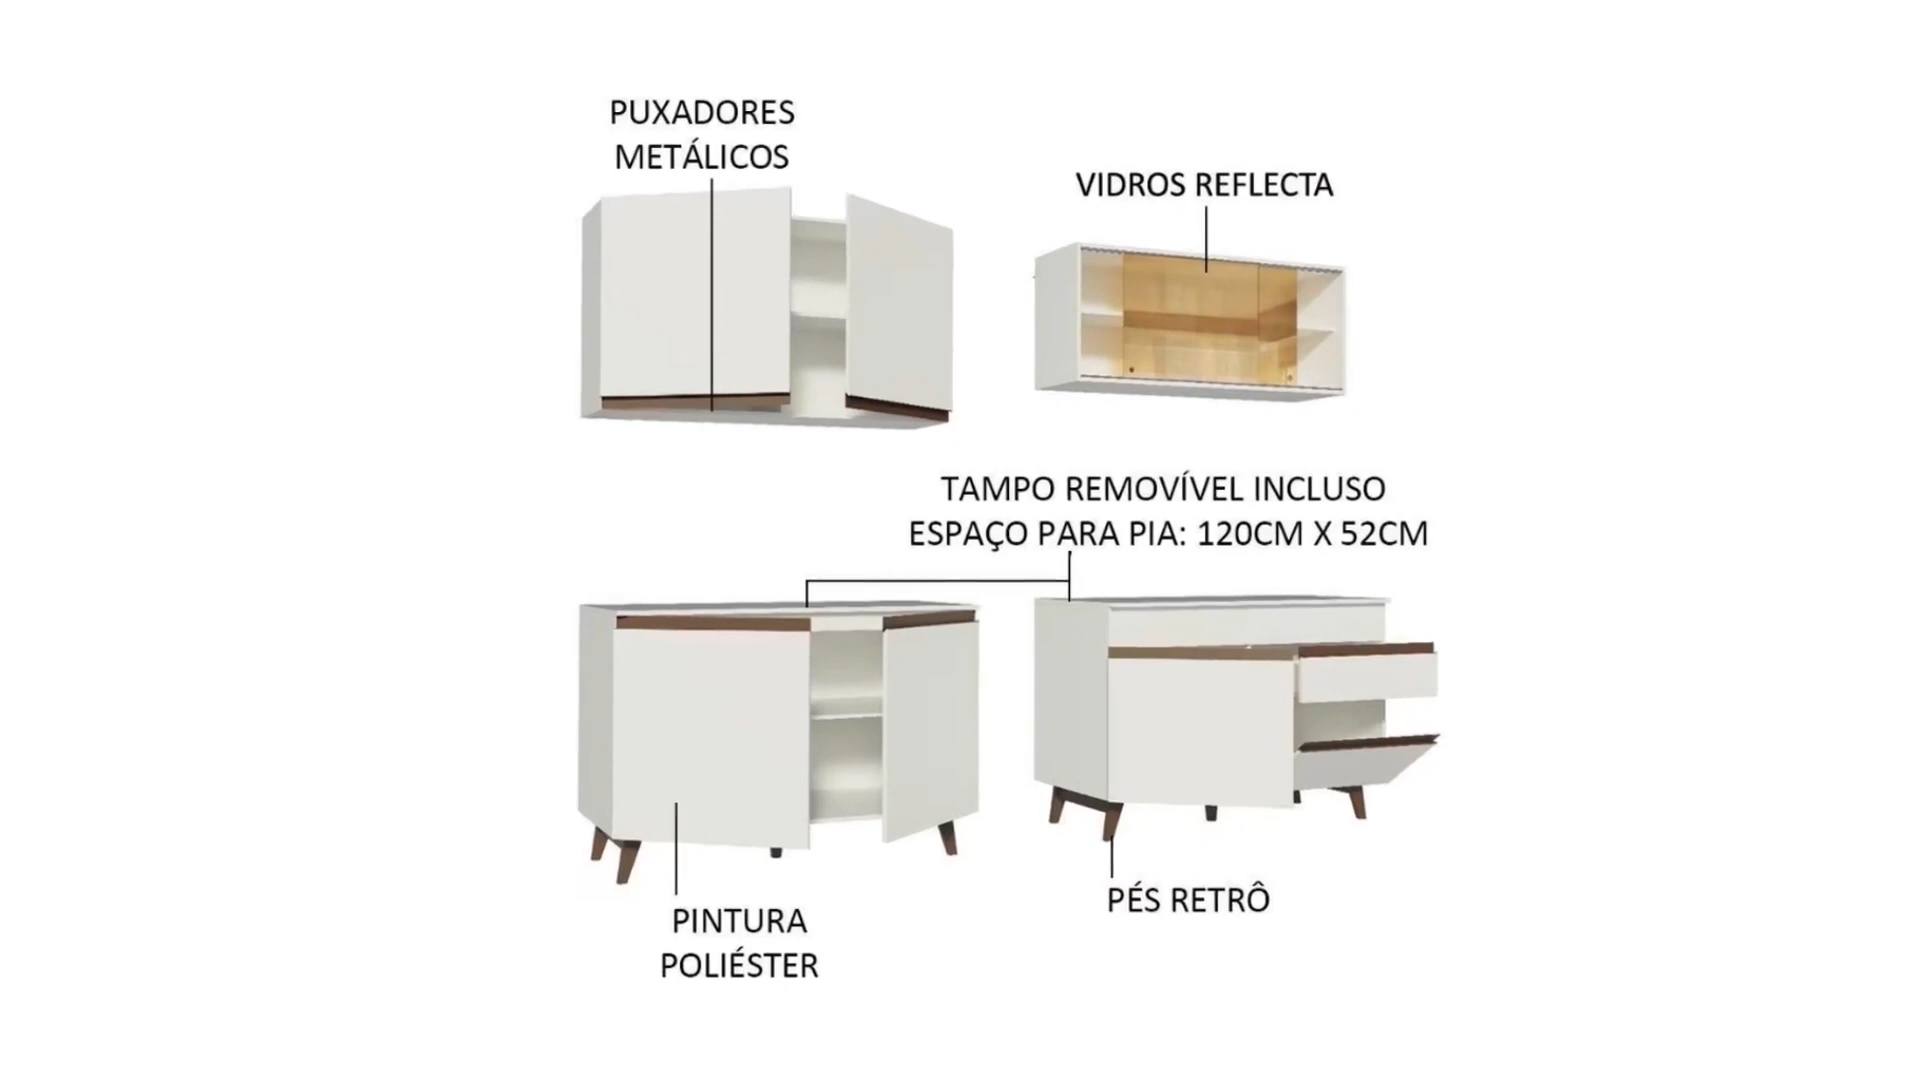 PUXADORES
METÁLICOS
VIDROS REFLECTA
TAMPO REMOVÍVEL INCLUSO
ESPAÇO PARA PIA: 120CM X 52CM
PÉS RETRÔ
PINTURA
POLIÉSTER